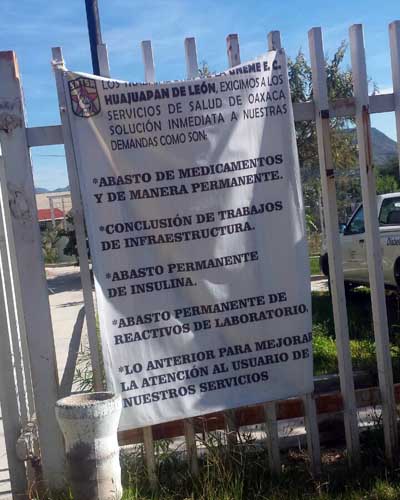 LOS UNEME E. C.
HUAJUAPAN DE LEÓN, EXIGIMOS A LOS
SERVICIOS DE SALUD DE OAXACA
SOLUCIÓN INMEDIATA A NUESTRAS
DEMANDAS COMO SON:
*ABASTO DE MEDICAMENTOS
Y DE MANERA PERMANENTE.
*CONCLUSIÓN DE TRABAJOS
DE INFRAESTRUCTURA.
*ABASTO PERMANENTE
DE INSULINA.
*ABASTO PERMANENTE DE
REACTIVOS DE LABORATORIO.
*LO ANTERIOR PARA MEJORAR
LA ATENCIÓN AL USUARIO DE
NUESTROS SERVICIOS